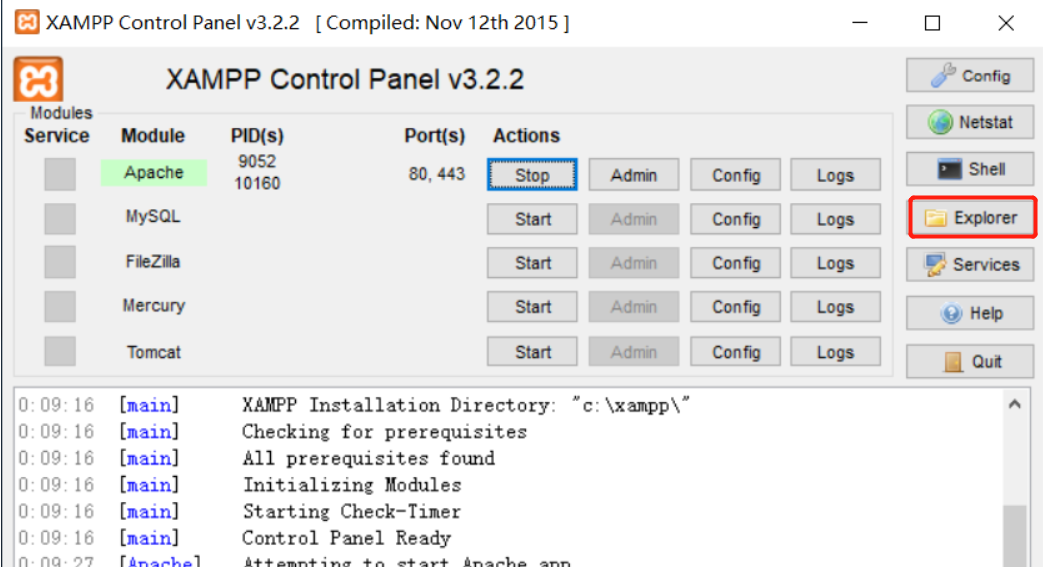 XAMPP Control Panel v3.2.2 [ Compiled: Nov 12th 2015 ]
XAMPP Control Panel v3.2.2
Config
Modules
Service Module PID(s) Port(s) Actions
Netstat
Apache 9052 10160 80, 443 Stop Admin Config Logs
Shell
MySQL Start Admin Config Logs
Explorer
FileZilla Start Admin Config Logs
Services
Mercury Start Admin Config Logs
Help
Tomcat Start Admin Config Logs
Quit
0:09:16 [main] XAMPP Installation Directory: "c:\xampp\"
0:09:16 [main] Checking for prerequisites
0:09:16 [main] All prerequisites found
0:09:16 [main] Initializing Modules
0:09:16 [main] Starting Check-Timer
0:09:16 [main] Control Panel Ready
0:09:27 [Apache] Attempting to start Apache app